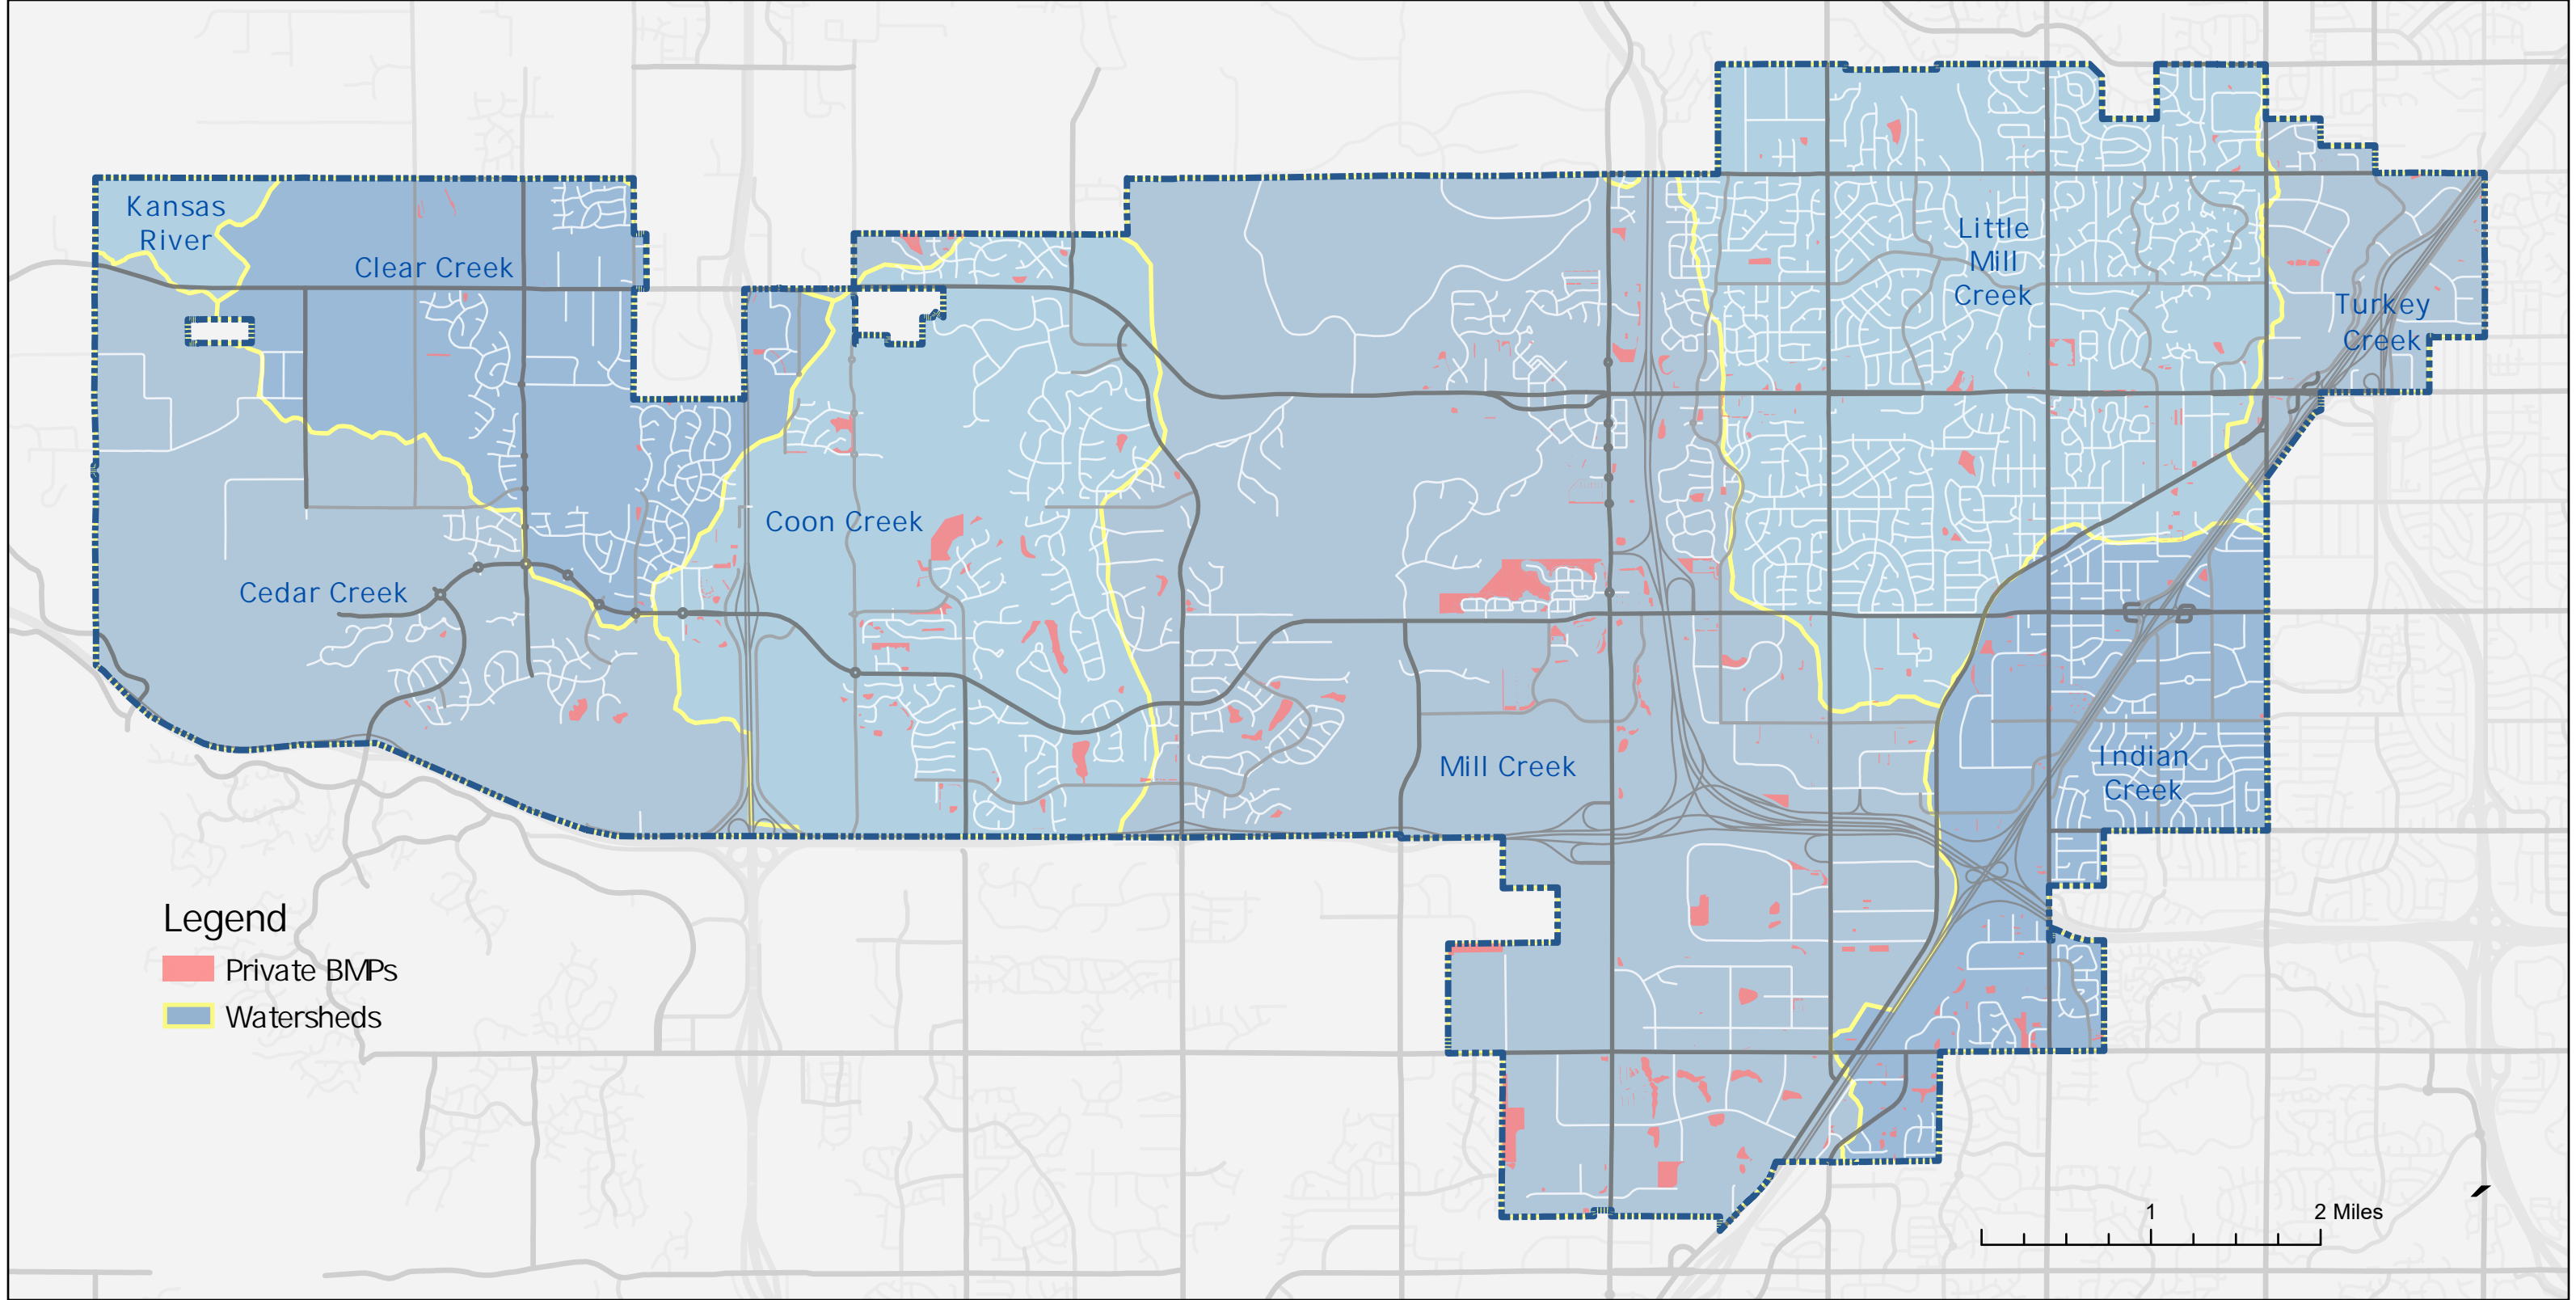 Kansas
River
Clear Creek
Little
Mill
Creek
Turkey
Creek
Coon Creek
Cedar Creek
Mill Creek
Indian
Creek
Legend
Private BMPs
Watersheds
1
2 Miles